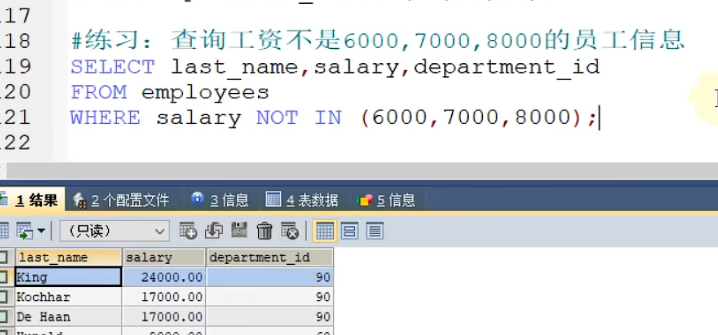 17
18 #练习：查询工资不是6000,7000,8000的员工信息
19 SELECT last_name,salary,department_id
20 FROM employees
21 WHERE salary NOT IN (6000,7000,8000);
22
1 结果 2 个配置文件 3 信息 4 表数据 5 信息
（只读）
last_name salary department_id
King 24000.00 90
Kochhar 17000.00 90
De Haan 17000.00 90